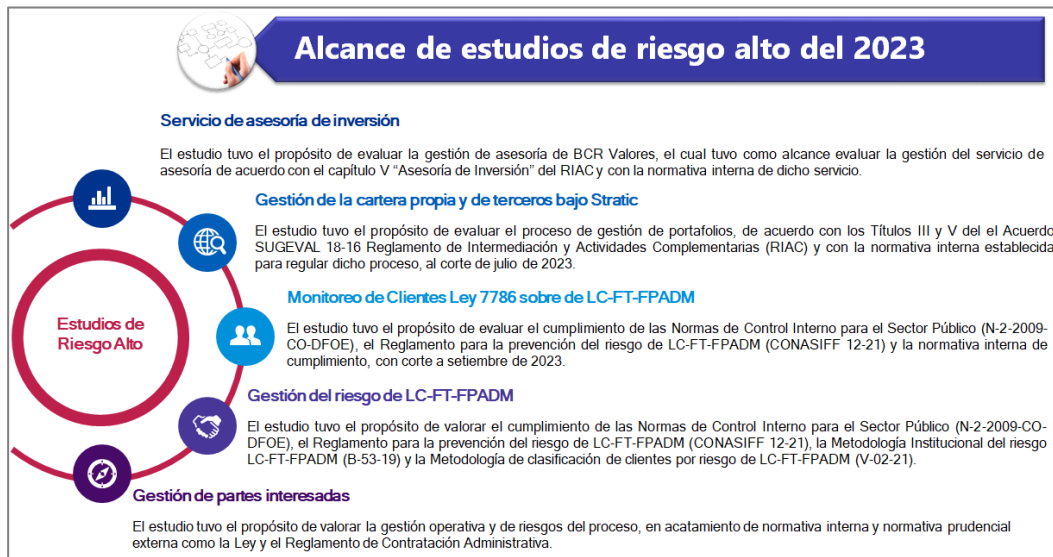 Alcance de estudios de riesgo alto del 2023
Servicio de asesoría de inversión
El estudio tuvo el propósito de evaluar la gestión de asesoría de BCR Valores, el cual tuvo como alcance evaluar la gestión del servicio de
asesoría de acuerdo con el capítulo V “Asesoría de Inversión” del RIAC y con la normativa interna de dicho servicio.
Gestión de la cartera propia y de terceros bajo Stratic
El estudio tuvo el propósito de evaluar el proceso de gestión de portafolios, de acuerdo con los Títulos III y V del el Acuerdo
SUGEVAL 18-16 Reglamento de Intermediación y Actividades Complementarias (RIAC) y con la normativa interna establecida
para regular dicho proceso, al corte de julio de 2023.
Monitoreo de Clientes Ley 7786 sobre de LC-FT-FPADM
El estudio tuvo el propósito de evaluar el cumplimiento de las Normas de Control Interno para el Sector Público (N-2-2009-
CO-DFOE), el Reglamento para la prevención del riesgo de LC-FT-FPADM (CONASIFF 12-21) y la normativa interna de
cumplimiento, con corte a setiembre de 2023.
Estudios de
Riesgo Alto
Gestión del riesgo de LC-FT-FPADM
El estudio tuvo el propósito de valorar el cumplimiento de las Normas de Control Interno para el Sector Público (N-2-2009-CO-
DFOE), el Reglamento para la prevención del riesgo de LC-FT-FPADM (CONASIFF 12-21), la Metodología Institucional del riesgo
LC-FT-FPADM (B-53-19) y la Metodología de clasificación de clientes por riesgo de LC-FT-FPADM (V-02-21).
Gestión de partes interesadas
El estudio tuvo el propósito de valorar la gestión operativa y de riesgos del proceso, en acatamiento de normativa interna y normativa prudencial
externa como la Ley y el Reglamento de Contratación Administrativa.